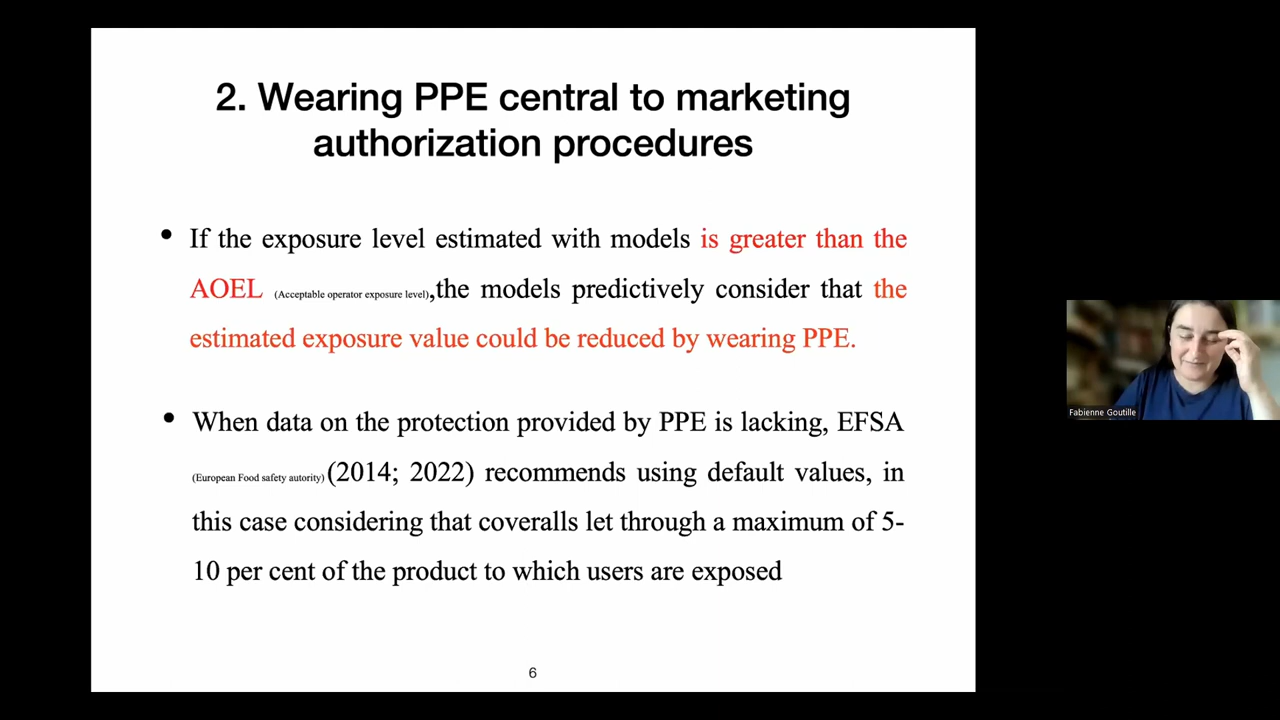 2. Wearing PPE central to marketing
authorization procedures
• If the exposure level estimated with models is greater than the
AOEL (Acceptable operator exposure level),the models predictively consider that the
estimated exposure value could be reduced by wearing PPE.
• When data on the protection provided by PPE is lacking, EFSA
(European Food safety autority) (2014; 2022) recommends using default values, in
this case considering that coveralls let through a maximum of 5-
10 per cent of the product to which users are exposed
6
Fabienne Goutille